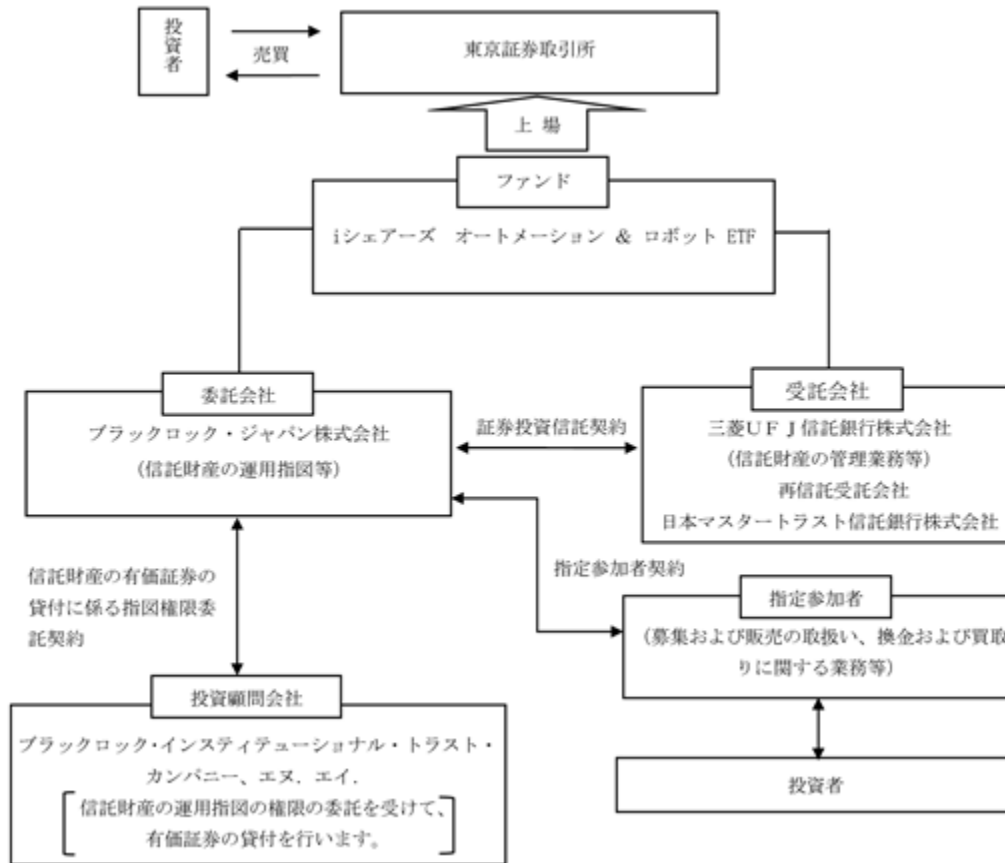 投資者
売買
東京証券取引所
上 場
ファンド
iシェアーズ オートメーション & ロボット ETF
委託会社
ブラックロック・ジャパン株式会社
(信託財産の運用指図等)
証券投資信託契約
受託会社
三菱UFJ信託銀行株式会社
(信託財産の管理業務等)
再信託受託会社
日本マスタートラスト信託銀行株式会社
信託財産の有価証券の
貸付に係る指図権限委
託契約
指定参加者契約
指定参加者
(募集および販売の取扱い、換金および買取
りに関する業務等)
投資顧問会社
ブラックロック・インスティテューショナル・トラスト・
カンパニー、エヌ.エイ.
信託財産の運用指図の権限の委託を受けて、
有価証券の貸付を行います。
投資者